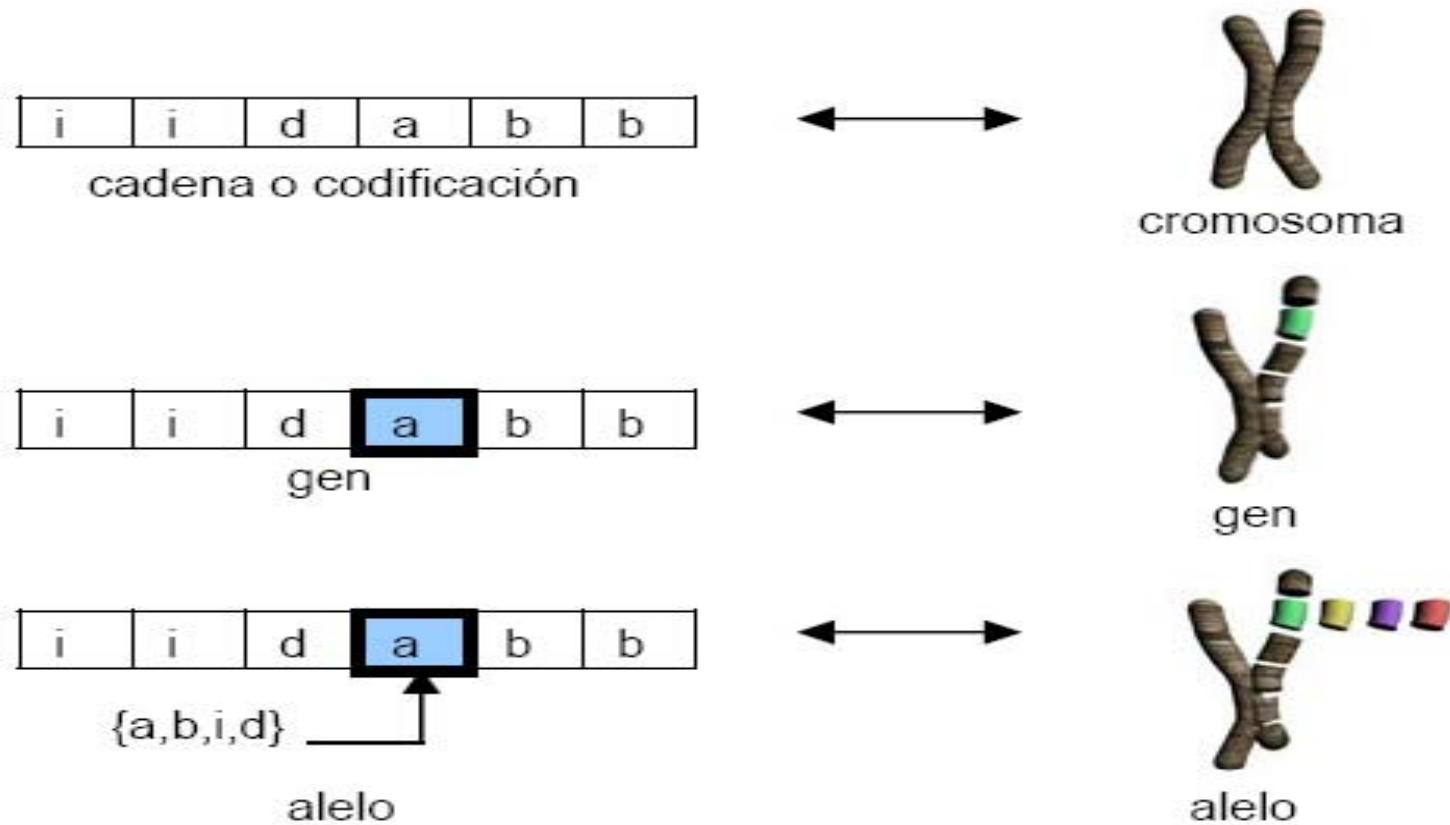 i i d a b b
cadena o codificación
cromosoma
i i d a b b
gen
gen
i i d a b b
{a,b,i,d}
alelo
alelo